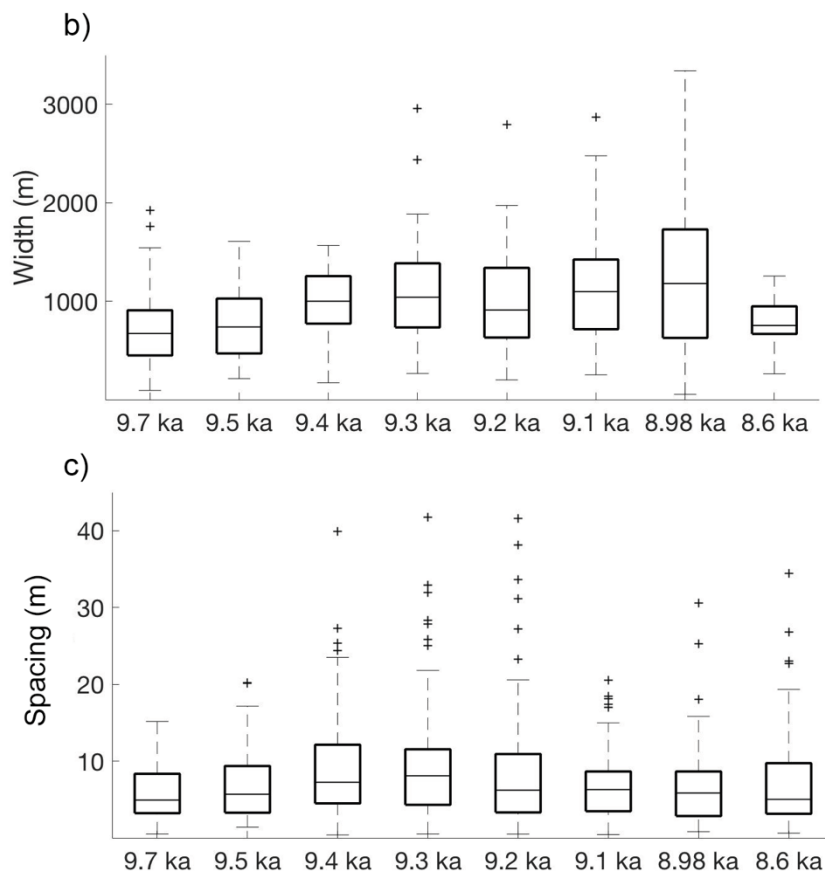 b)
Width (m)
3000
2000
1000
9.7 ka 9.5 ka 9.4 ka 9.3 ka 9.2 ka 9.1 ka 8.98 ka 8.6 ka
c)
Spacing (m)
40
30
20
10
9.7 ka 9.5 ka 9.4 ka 9.3 ka 9.2 ka 9.1 ka 8.98 ka 8.6 ka